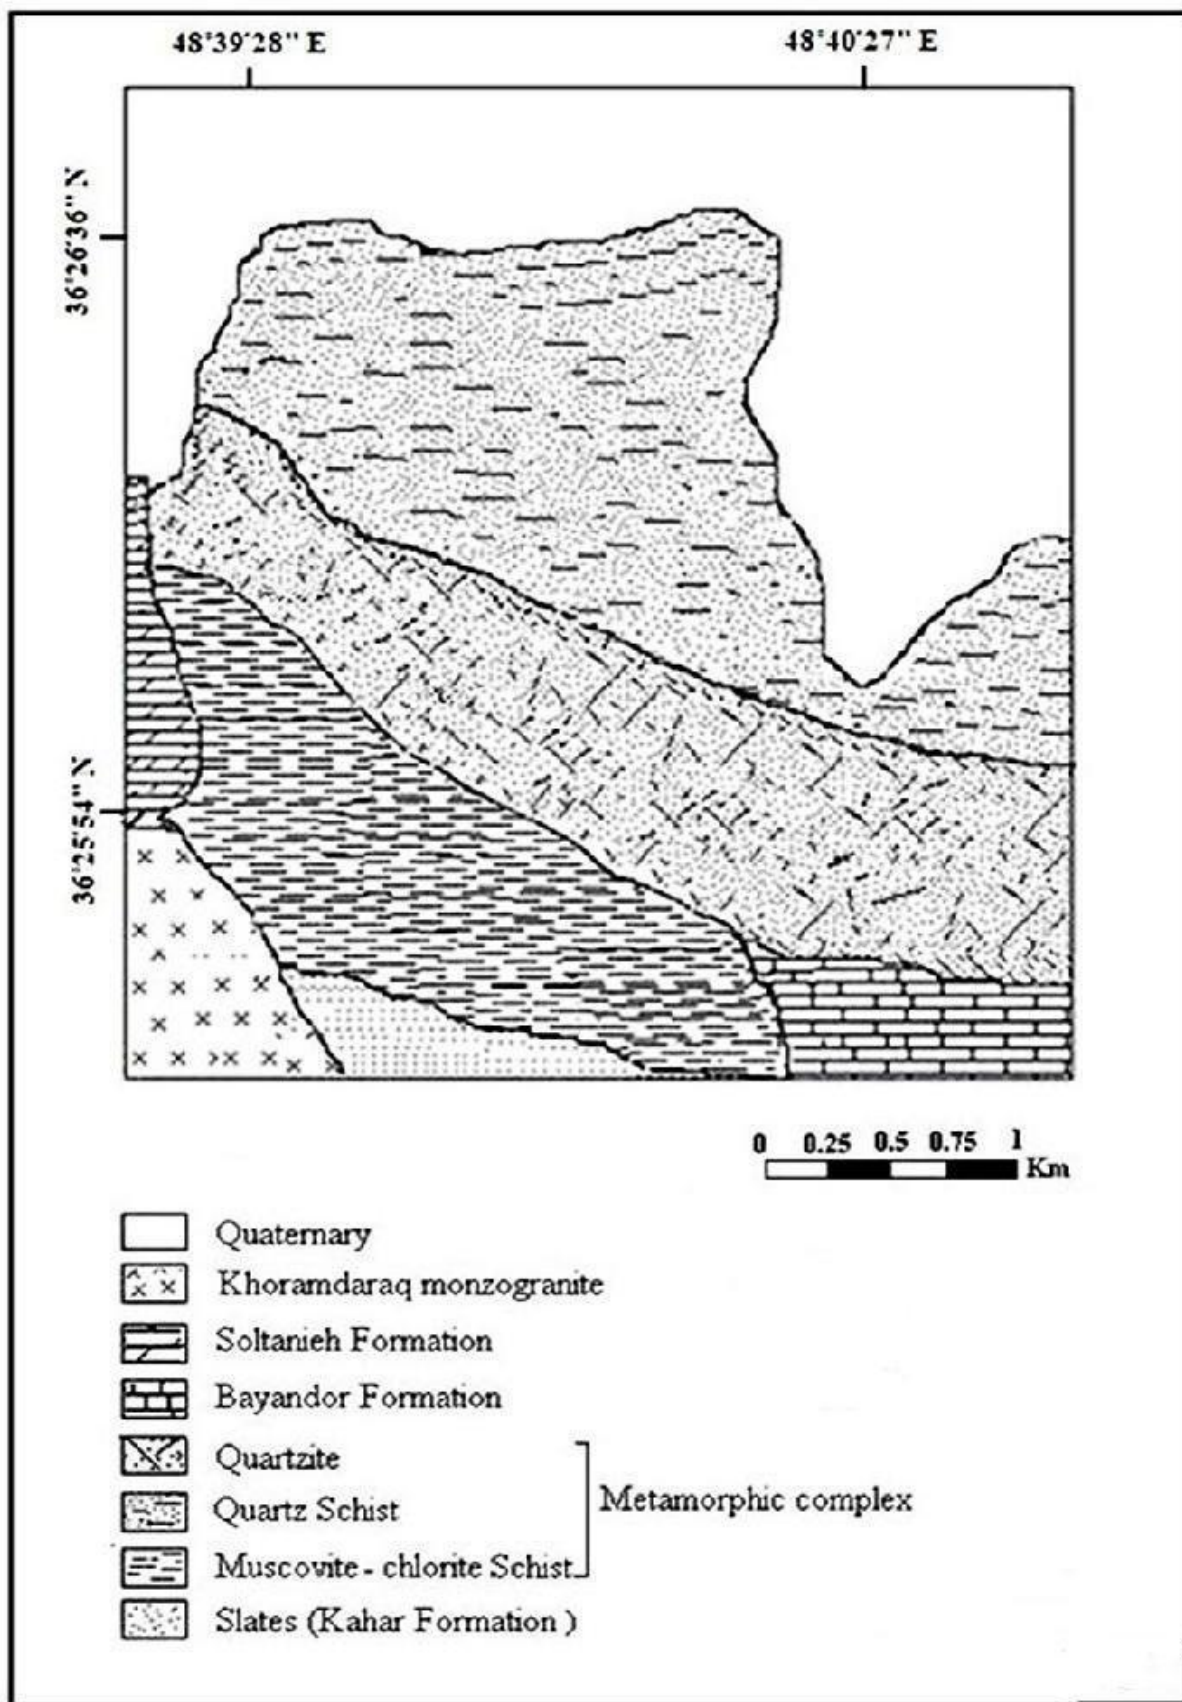 48°39'28" E 48°40'27" E
36°26'36" N
36°25'54" N
0 0.25 0.5 0.75 1
Km
Quaternary
Khoramdaraq monzogranite
Soltanieh Formation
Bayandor Formation
Quartzite
Quartz Schist
Metamorphic complex
Muscovite - chlorite Schist
Slates (Kahar Formation )